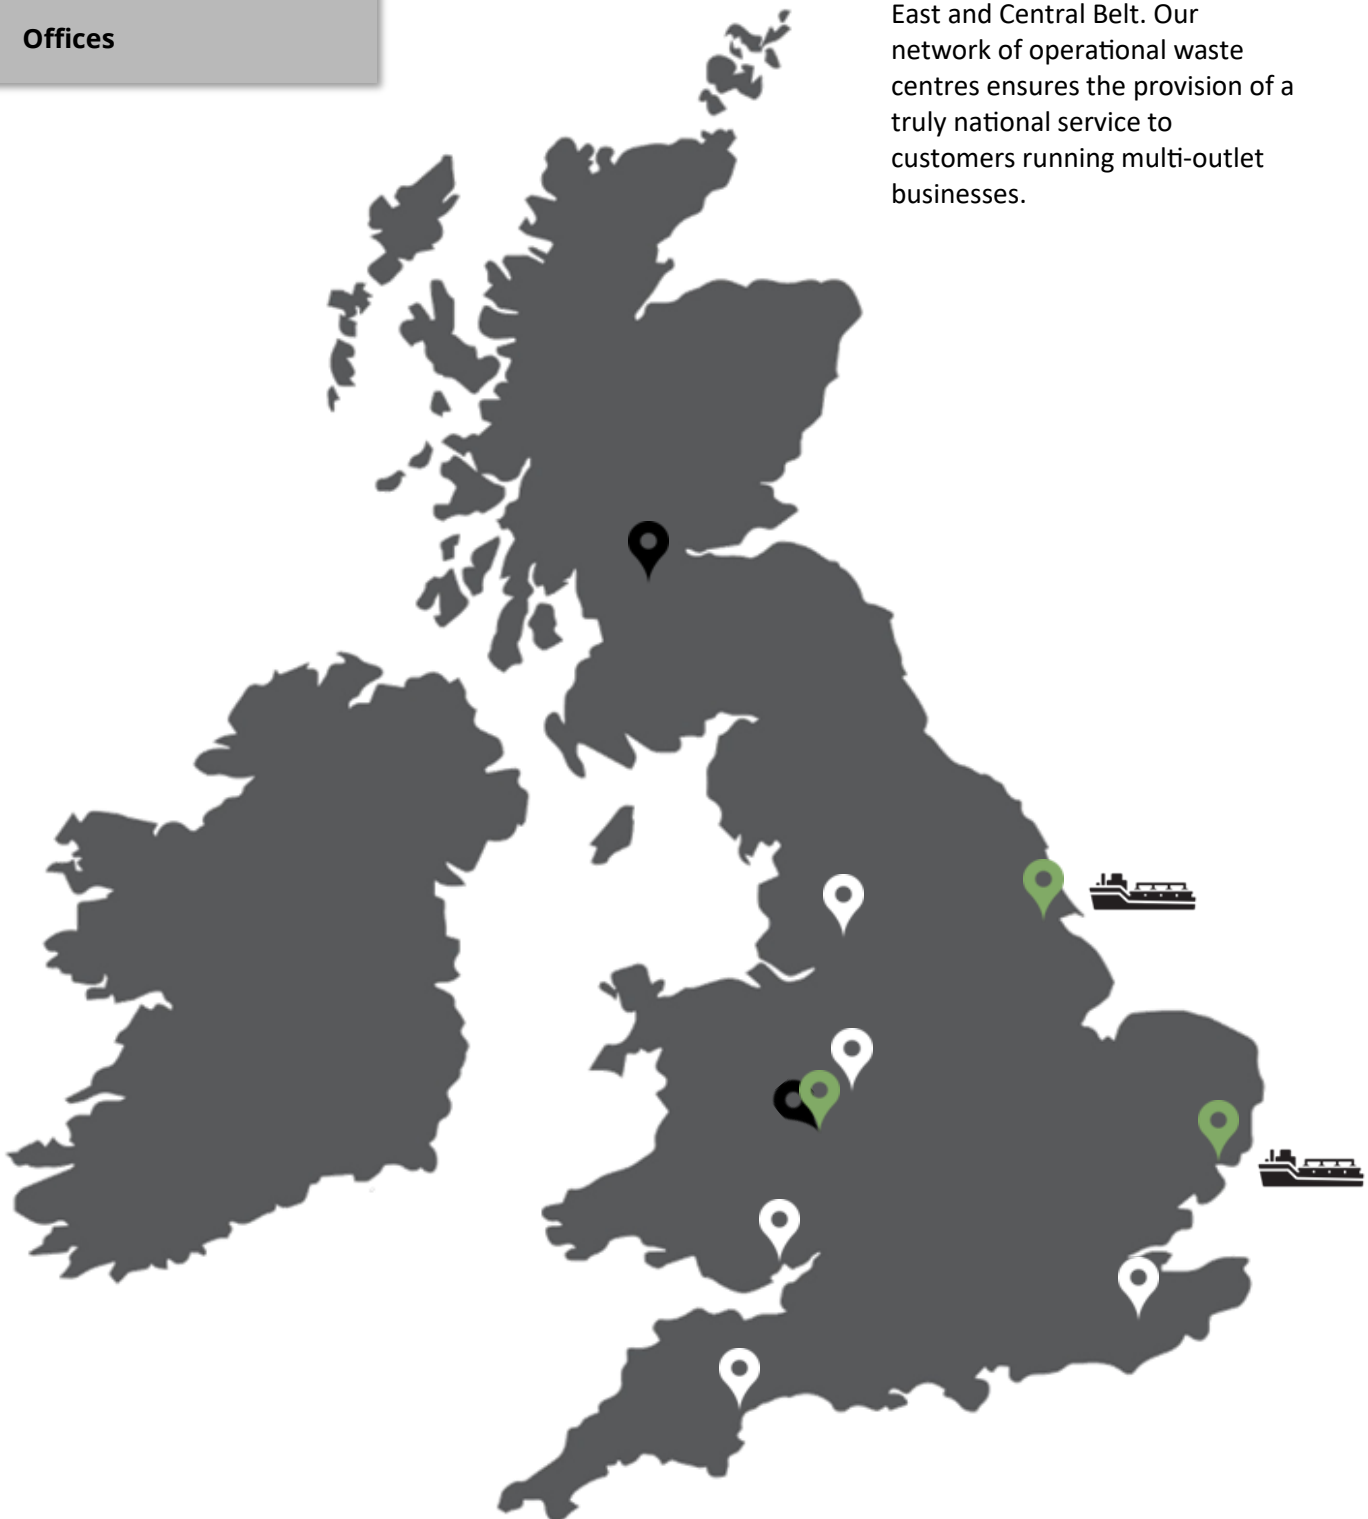 Offices
East and Central Belt. Our
network of operational waste
centres ensures the provision of a
truly national service to
customers running multi-outlet
businesses.